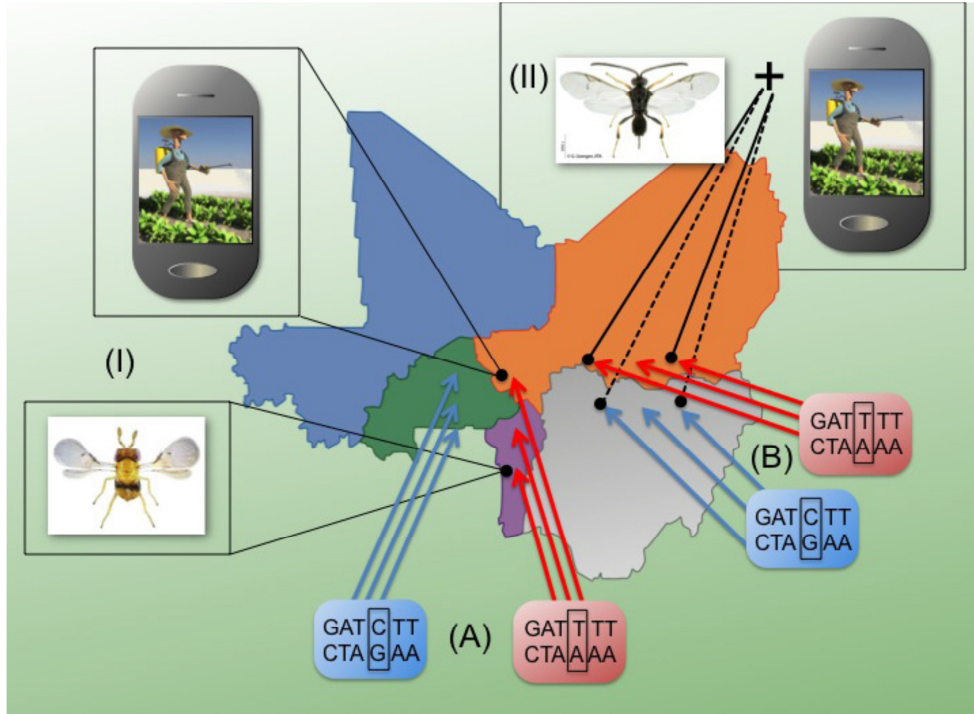 (II)
+
(I)
(B)
GAT T TT
CTA A AA
GAT C TT
CTA G AA
GAT C TT
CTA G AA
(A)
GAT T TT
CTA A AA